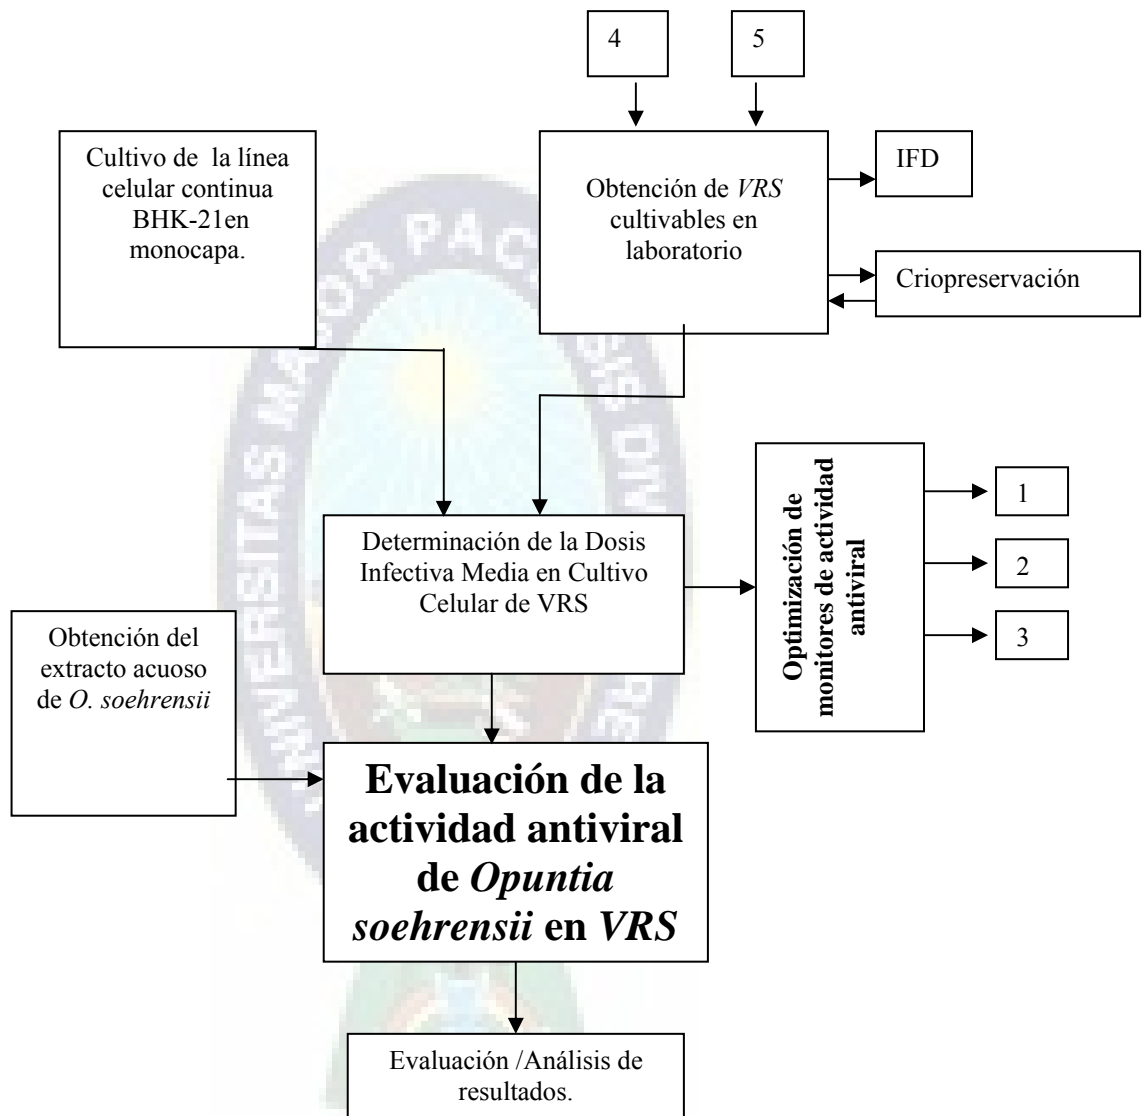 4
5
Cultivo de la línea
celular continua
BHK-21en
monocapa.
Obtención de VRS
cultivables en
laboratorio
IFD
Criopreservación
Determinación de la Dosis
Infectiva Media en Cultivo
Celular de VRS
Optimización de
monitores de actividad
antiviral
1
2
3
Obtención del
extracto acuoso
de O. soehrensii
Evaluación de la
actividad antiviral
de Opuntia
soehrensii en VRS
Evaluación /Análisis de
resultados.